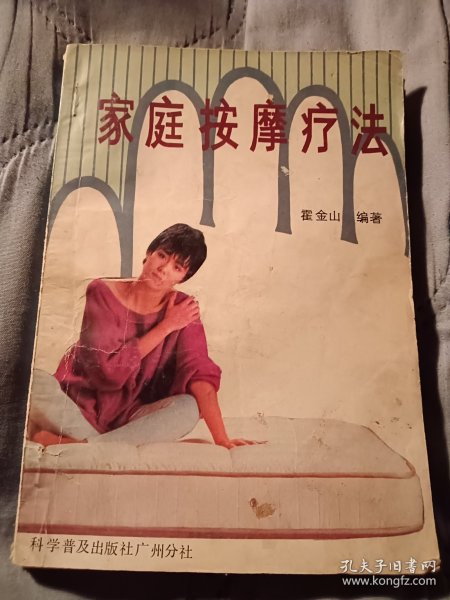 家庭按摩疗法
霍金山 编著
科学普及出版社广州分社
孔夫子旧书网
www.kongfz.com